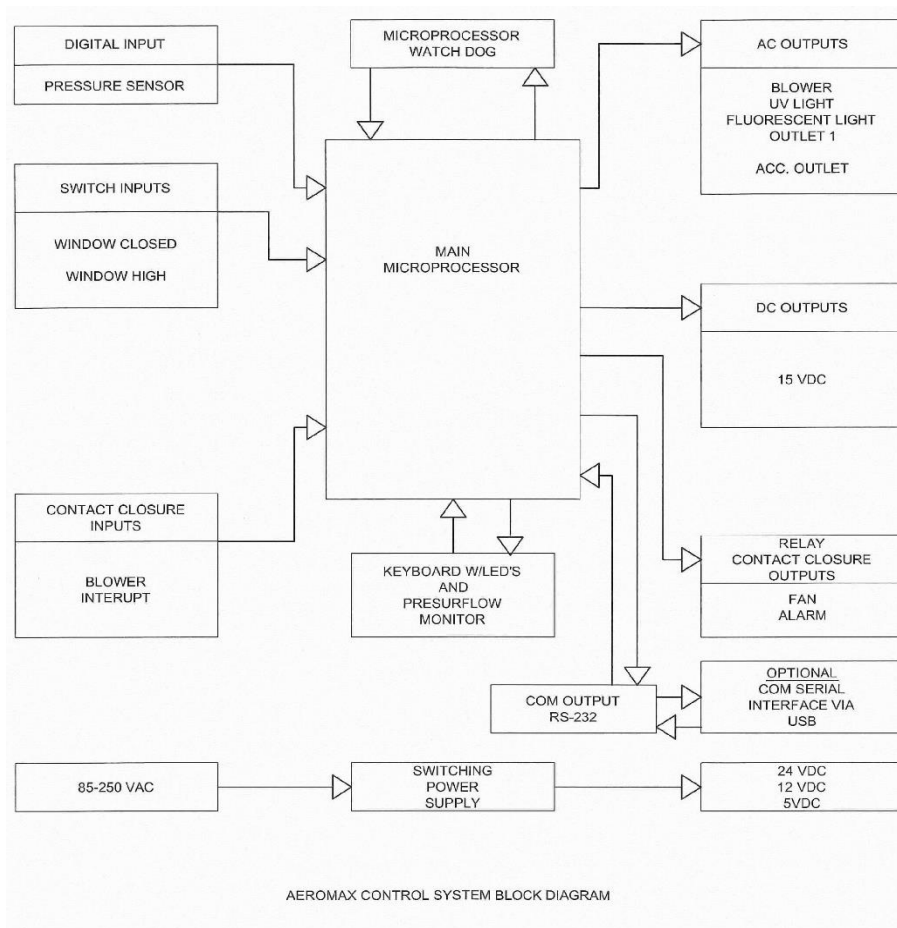 DIGITAL INPUT
PRESSURE SENSOR
MICROPROCESSOR
WATCH DOG
AC OUTPUTS
BLOWER
UV LIGHT
FLUORESCENT LIGHT
OUTLET 1
ACC. OUTLET
SWITCH INPUTS
WINDOW CLOSED
WINDOW HIGH
MAIN
MICROPROCESSOR
DC OUTPUTS
15 VDC
CONTACT CLOSURE
INPUTS
BLOWER
INTERUPT
KEYBOARD W/LED'S
AND
PRESURFLOW
MONITOR
RELAY
CONTACT CLOSURE
OUTPUTS
FAN
ALARM
COM OUTPUT
RS-232
OPTIONAL
COM SERIAL
INTERFACE VIA
USB
85-250 VAC
SWITCHING
POWER
SUPPLY
24 VDC
12 VDC
5VDC
AEROMAX CONTROL SYSTEM BLOCK DIAGRAM